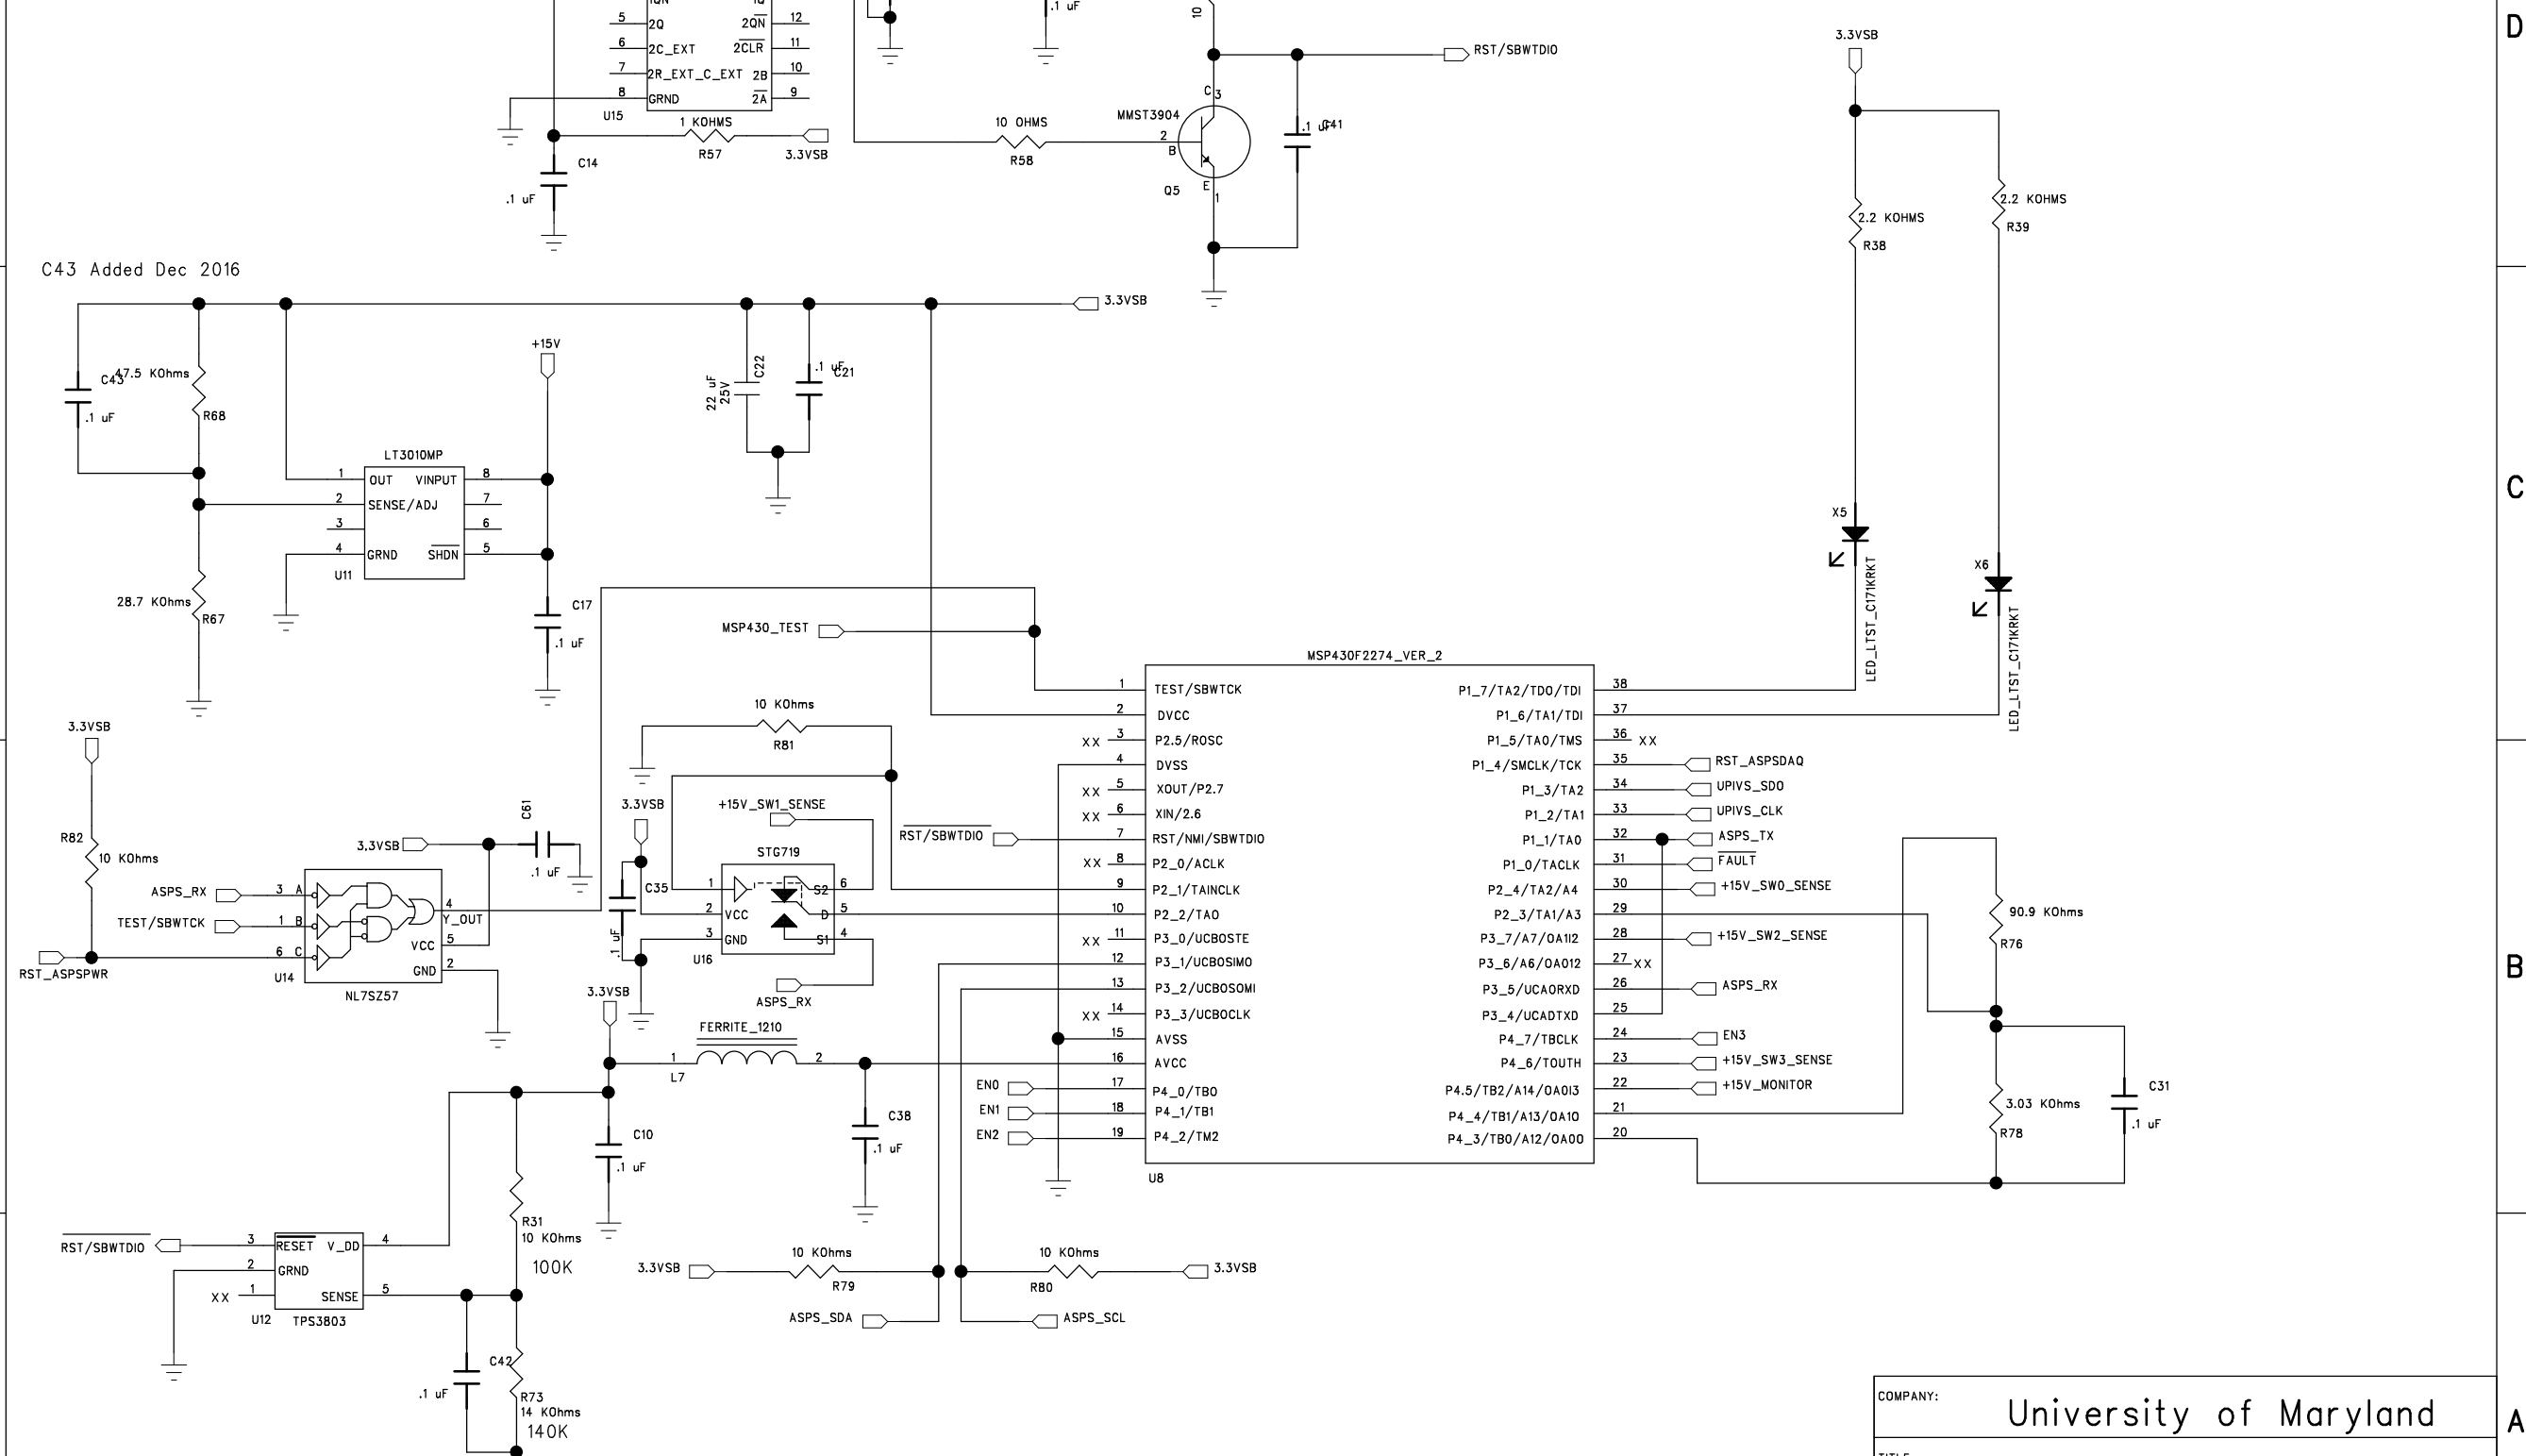 D
5 2Q 2QN 12
6 2C_EXT 2CLR 11
7 2R_EXT_C_EXT 2B 10
8 GRND 2A 9
U15
1 KOHMS
R57
3.3VSB
C14
.1 uF
.1 uF
10
RST/SBWTDIO
C 3
MMST3904
2
B
Q5
E
1
10 OHMS
R58
.1 uF
C41
3.3VSB
2.2 KOHMS
R38
2.2 KOHMS
R39
C43 Added Dec 2016
3.3VSB
C43
.1 uF
47.5 KOhms
R68
+15V
22 uF
25V
C22
.1 uF
C21
C
LT3010MP
1 OUT VINPUT 8
2 SENSE/ADJ 7
3 6
4 GRND SHDN 5
U11
28.7 KOhms
R67
C17
.1 uF
X5
LED_LTST_C171KRKT
X6
LED_LTST_C171KRKT
MSP430_TEST
MSP430F2274_VER_2
1 TEST/SBWTCK P1_7/TA2/TDO/TDI 38
2 DVCC P1_6/TA1/TDI 37
XX 3 P2.5/ROSC P1_5/TA0/TMS 36 XX
4 DVSS P1_4/SMCLK/TCK 35 RST_ASPSDAQ
XX 5 XOUT/P2.7 P1_3/TA2 34 UPIVS_SDO
XX 6 XIN/2.6 P1_2/TA1 33 UPIVS_CLK
RST/SBWTDIO 7 RST/NMI/SBWTDIO P1_1/TA0 32 ASPS_TX
XX 8 P2_0/ACLK P1_0/TACLK 31 FAULT
9 P2_1/TAINCLK P2_4/TA2/A4 30 +15V_SW0_SENSE
10 P2_2/TA0 P2_3/TA1/A3 29
XX 11 P3_0/UCBOSTE P3_7/A7/OA1I2 28 +15V_SW2_SENSE
12 P3_1/UCBOSIMO P3_6/A6/OA012 27 XX
13 P3_2/UCBOSOMI P3_5/UCAORXD 26 ASPS_RX
XX 14 P3_3/UCBOCLK P3_4/UCADTXD 25
15 AVSS P4_7/TBCLK 24 EN3
16 AVCC P4_6/TOUTH 23 +15V_SW3_SENSE
EN0 17 P4_0/TB0 P4.5/TB2/A14/OA0I3 22 +15V_MONITOR
EN1 18 P4_1/TB1 P4_4/TB1/A13/OA1O 21
EN2 19 P4_2/TM2 P4_3/TB0/A12/OA0O 20
U8
90.9 KOhms
R76
3.03 KOhms
R78
C31
.1 uF
B
3.3VSB
R82
10 KOhms
3.3VSB
C61
.1 uF
ASPS_RX 3 A
TEST/SBWTCK 1 B
RST_ASPSPWR 6 C
4
Y_OUT
VCC 5
GND 2
U14
NL7SZ57
10 KOhms
R81
3.3VSB
+15V_SW1_SENSE
STG719
C35
.1 uF
1 S2 6
2 VCC D 5
3 GND S1 4
U16
ASPS_RX
3.3VSB
FERRITE_1210
1 2
L7
C38
.1 uF
C10
.1 uF
R31
10 KOhms
100K
RST/SBWTDIO 3 RESET V_DD 4
2 GRND
XX 1 SENSE 5
U12
TPS3803
C42
.1 uF
R73
14 KOhms
140K
3.3VSB
10 KOhms
R79
10 KOhms
R80
3.3VSB
ASPS_SDA
ASPS_SCL
COMPANY:
University of Maryland
A